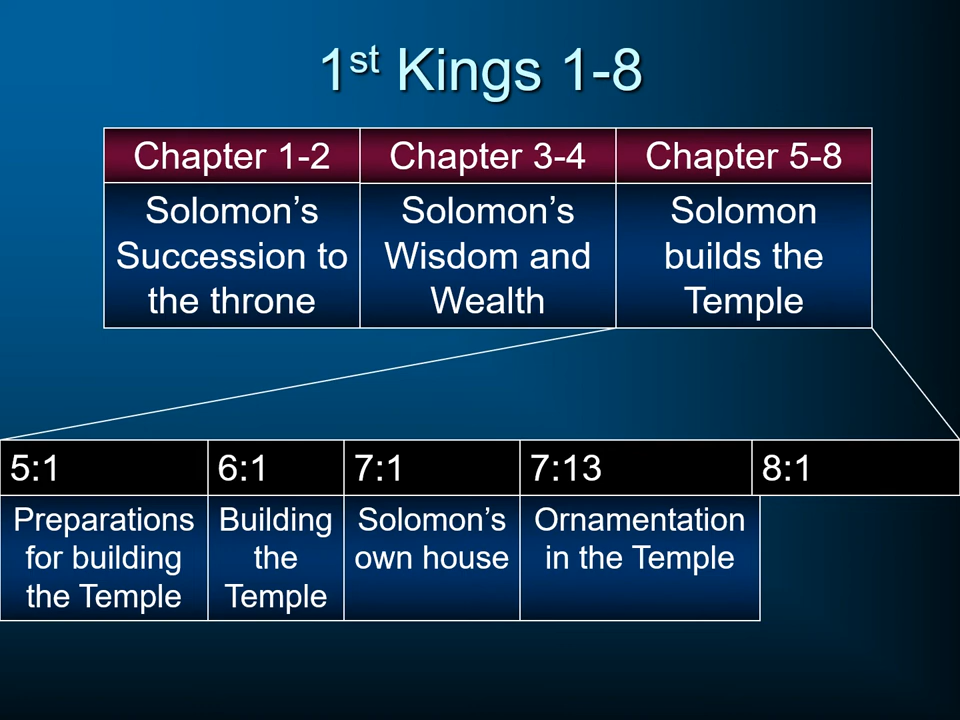 1st Kings 1-8
Chapter 1-2
Chapter 3-4
Chapter 5-8
Solomon’s
Succession to
the throne
Solomon’s
Wisdom and
Wealth
Solomon
builds the
Temple
5:1
6:1
7:1
7:13
8:1
Preparations
for building
the Temple
Building
the
Temple
Solomon’s
own house
Ornamentation
in the Temple